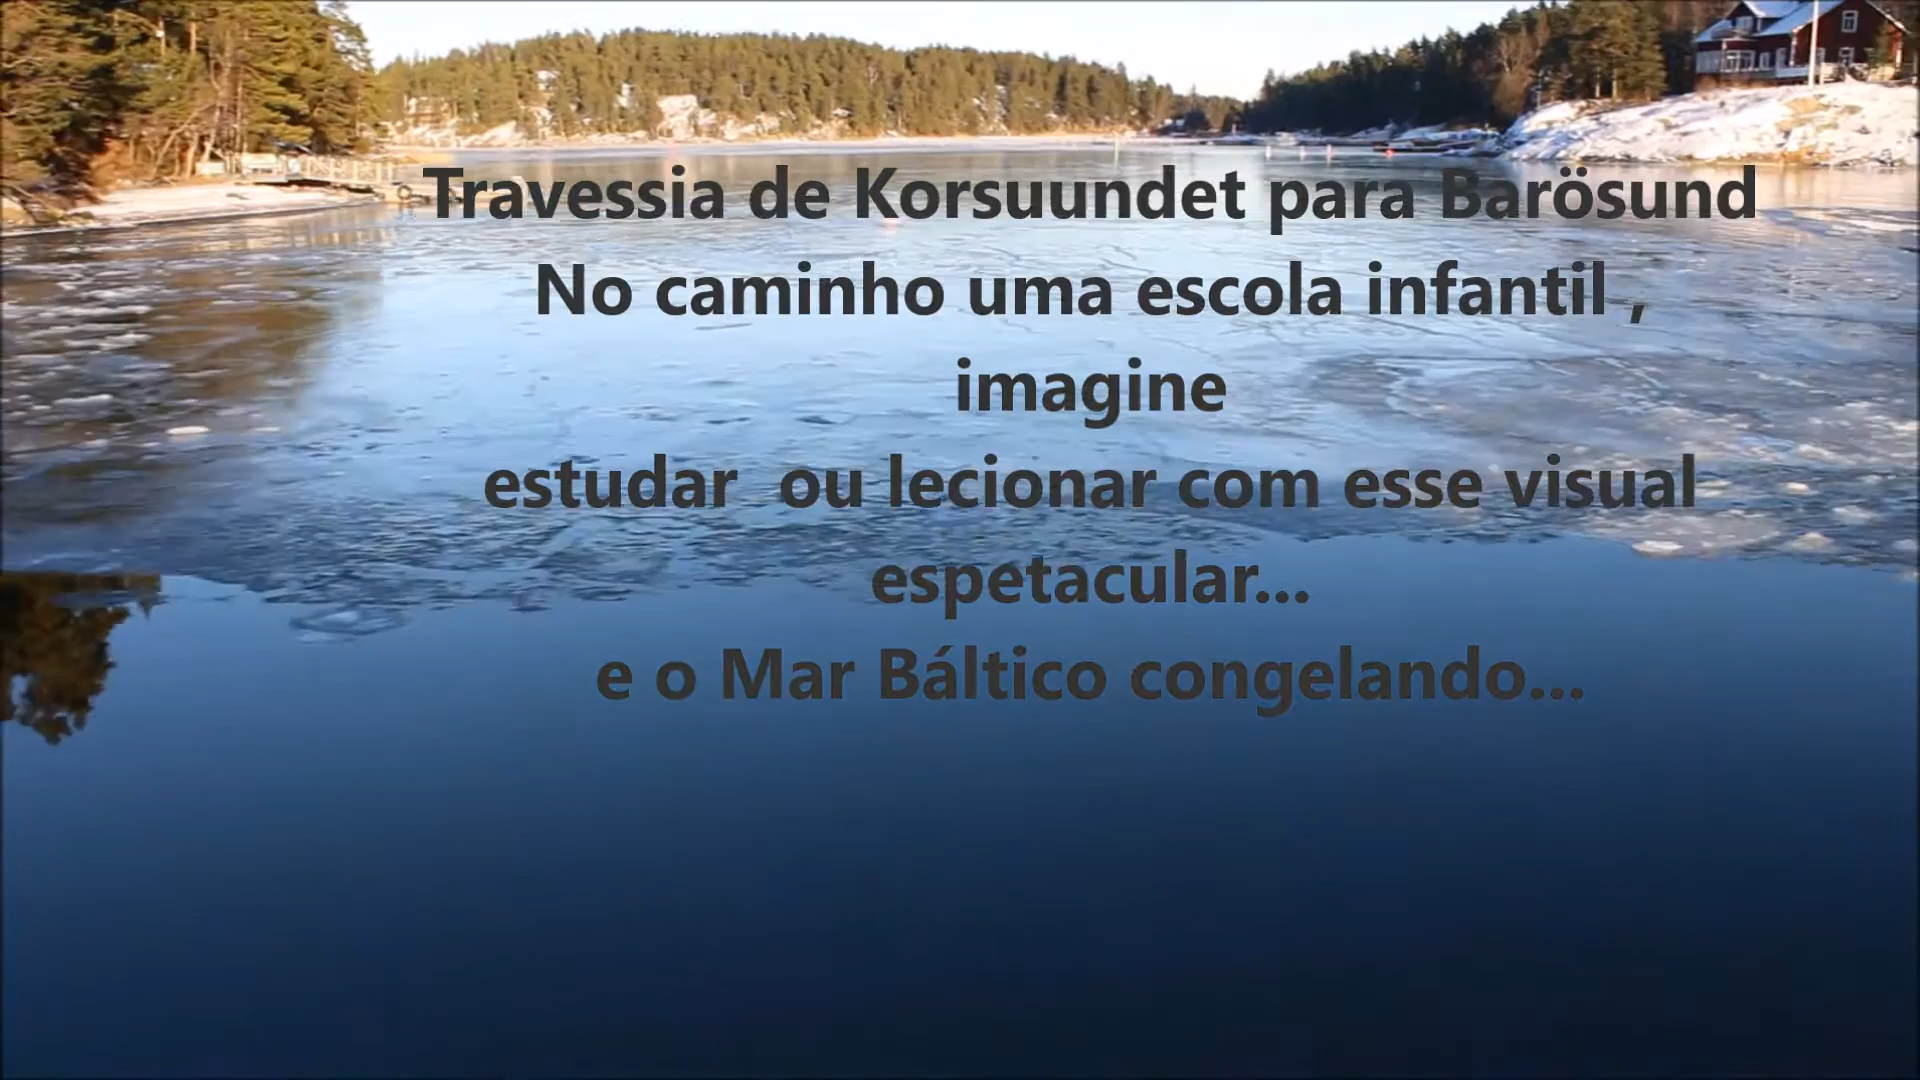 Travessia de Korsuundet para Barösund
No caminho uma escola infantil ,
imagine
estudar  ou lecionar com esse visual
espetacular...
e o Mar Báltico congelando...